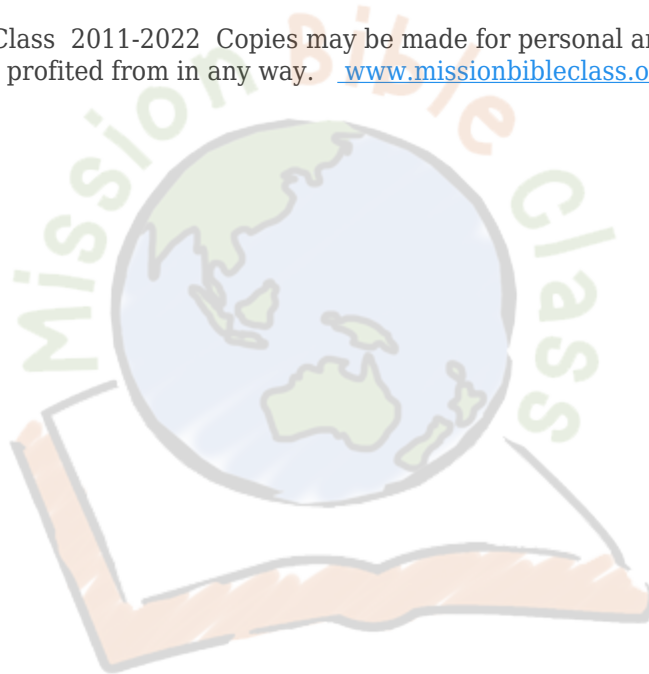 Class 2011-2022 Copies may be made for personal a
profited from in any way. www.missionbibleclass.o
Mission Bible Class